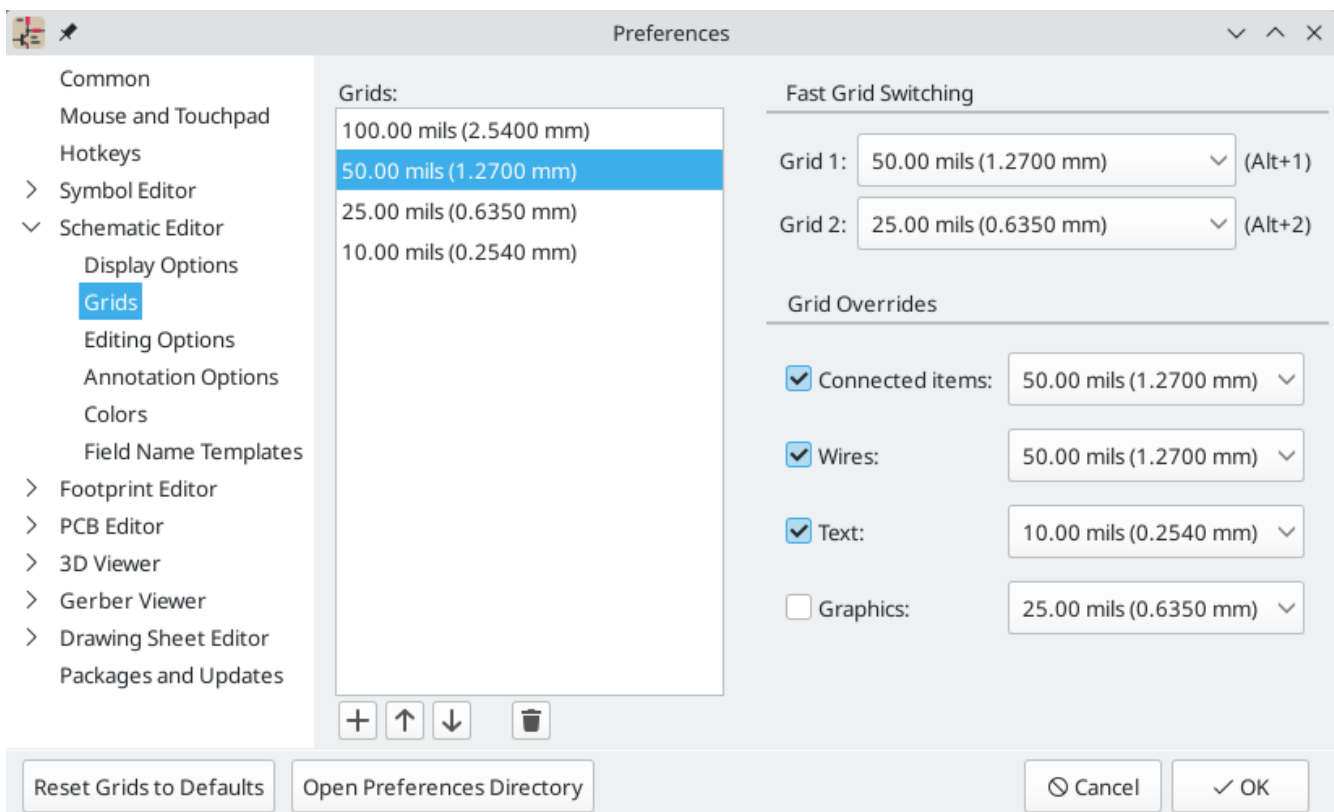 Preferences
Common
Mouse and Touchpad
Hotkeys
Symbol Editor
Schematic Editor
Display Options
Grids
Editing Options
Annotation Options
Colors
Field Name Templates
Footprint Editor
PCB Editor
3D Viewer
Gerber Viewer
Drawing Sheet Editor
Packages and Updates
Grids:
100.00 mils (2.5400 mm)
50.00 mils (1.2700 mm)
25.00 mils (0.6350 mm)
10.00 mils (0.2540 mm)
Fast Grid Switching
Grid 1: 50.00 mils (1.2700 mm) (Alt+1)
Grid 2: 25.00 mils (0.6350 mm) (Alt+2)
Grid Overrides
Connected items: 50.00 mils (1.2700 mm)
Wires: 50.00 mils (1.2700 mm)
Text: 10.00 mils (0.2540 mm)
Graphics: 25.00 mils (0.6350 mm)
Reset Grids to Defaults Open Preferences Directory Cancel OK